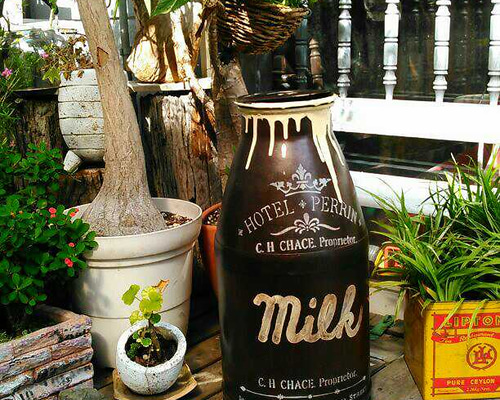 HOTEL PERRIN
C. H CHACE. Proprietor.
Milk
C. H CHACE. Proprietor.
LIPTON
PURE CEYLON